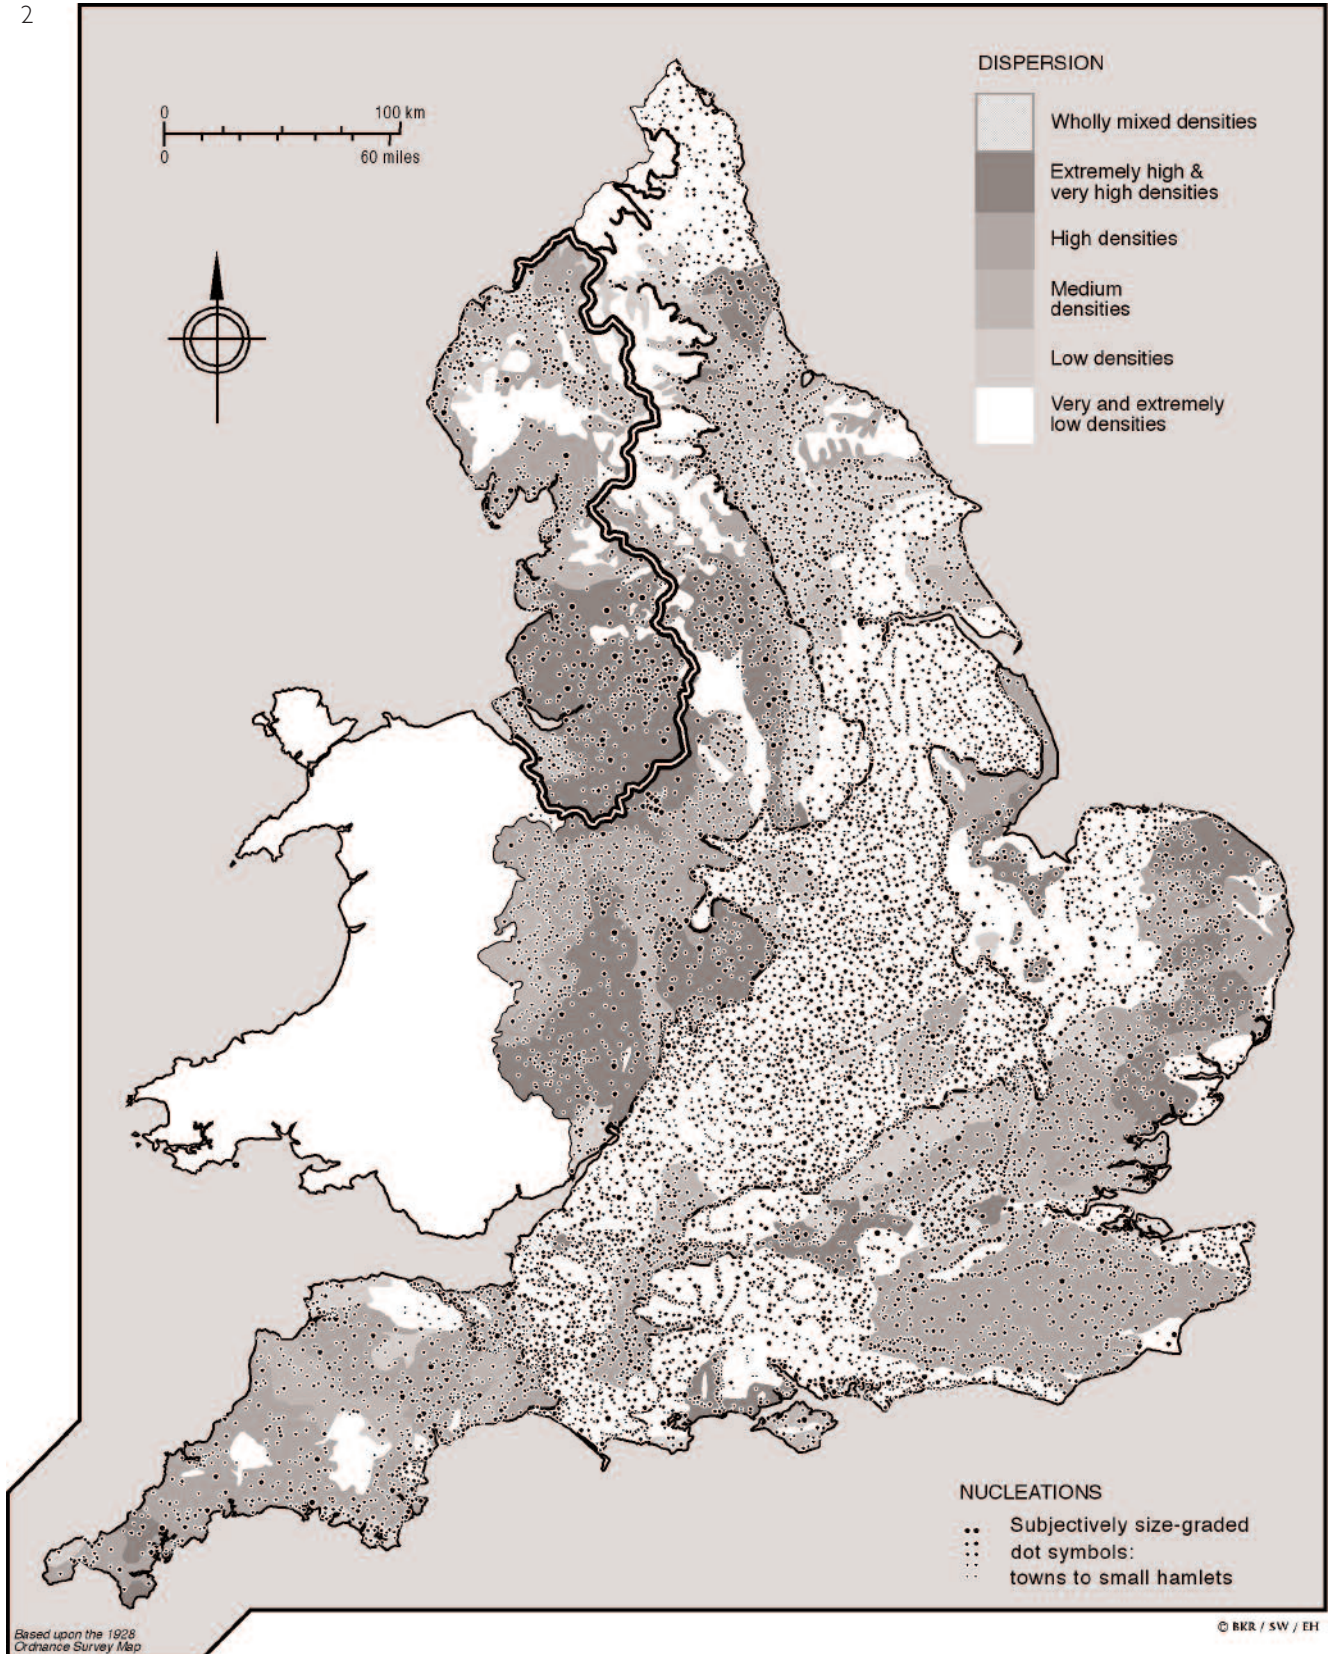 2
0 100 km
0 60 miles
DISPERSION
Wholly mixed densities
Extremely high &
very high densities
High densities
Medium
densities
Low densities
Very and extremely
low densities
NUCLEATIONS
Subjectively size-graded
dot symbols:
towns to small hamlets
Based upon the 1928
Ordnance Survey Map
© BKR / SW / EH